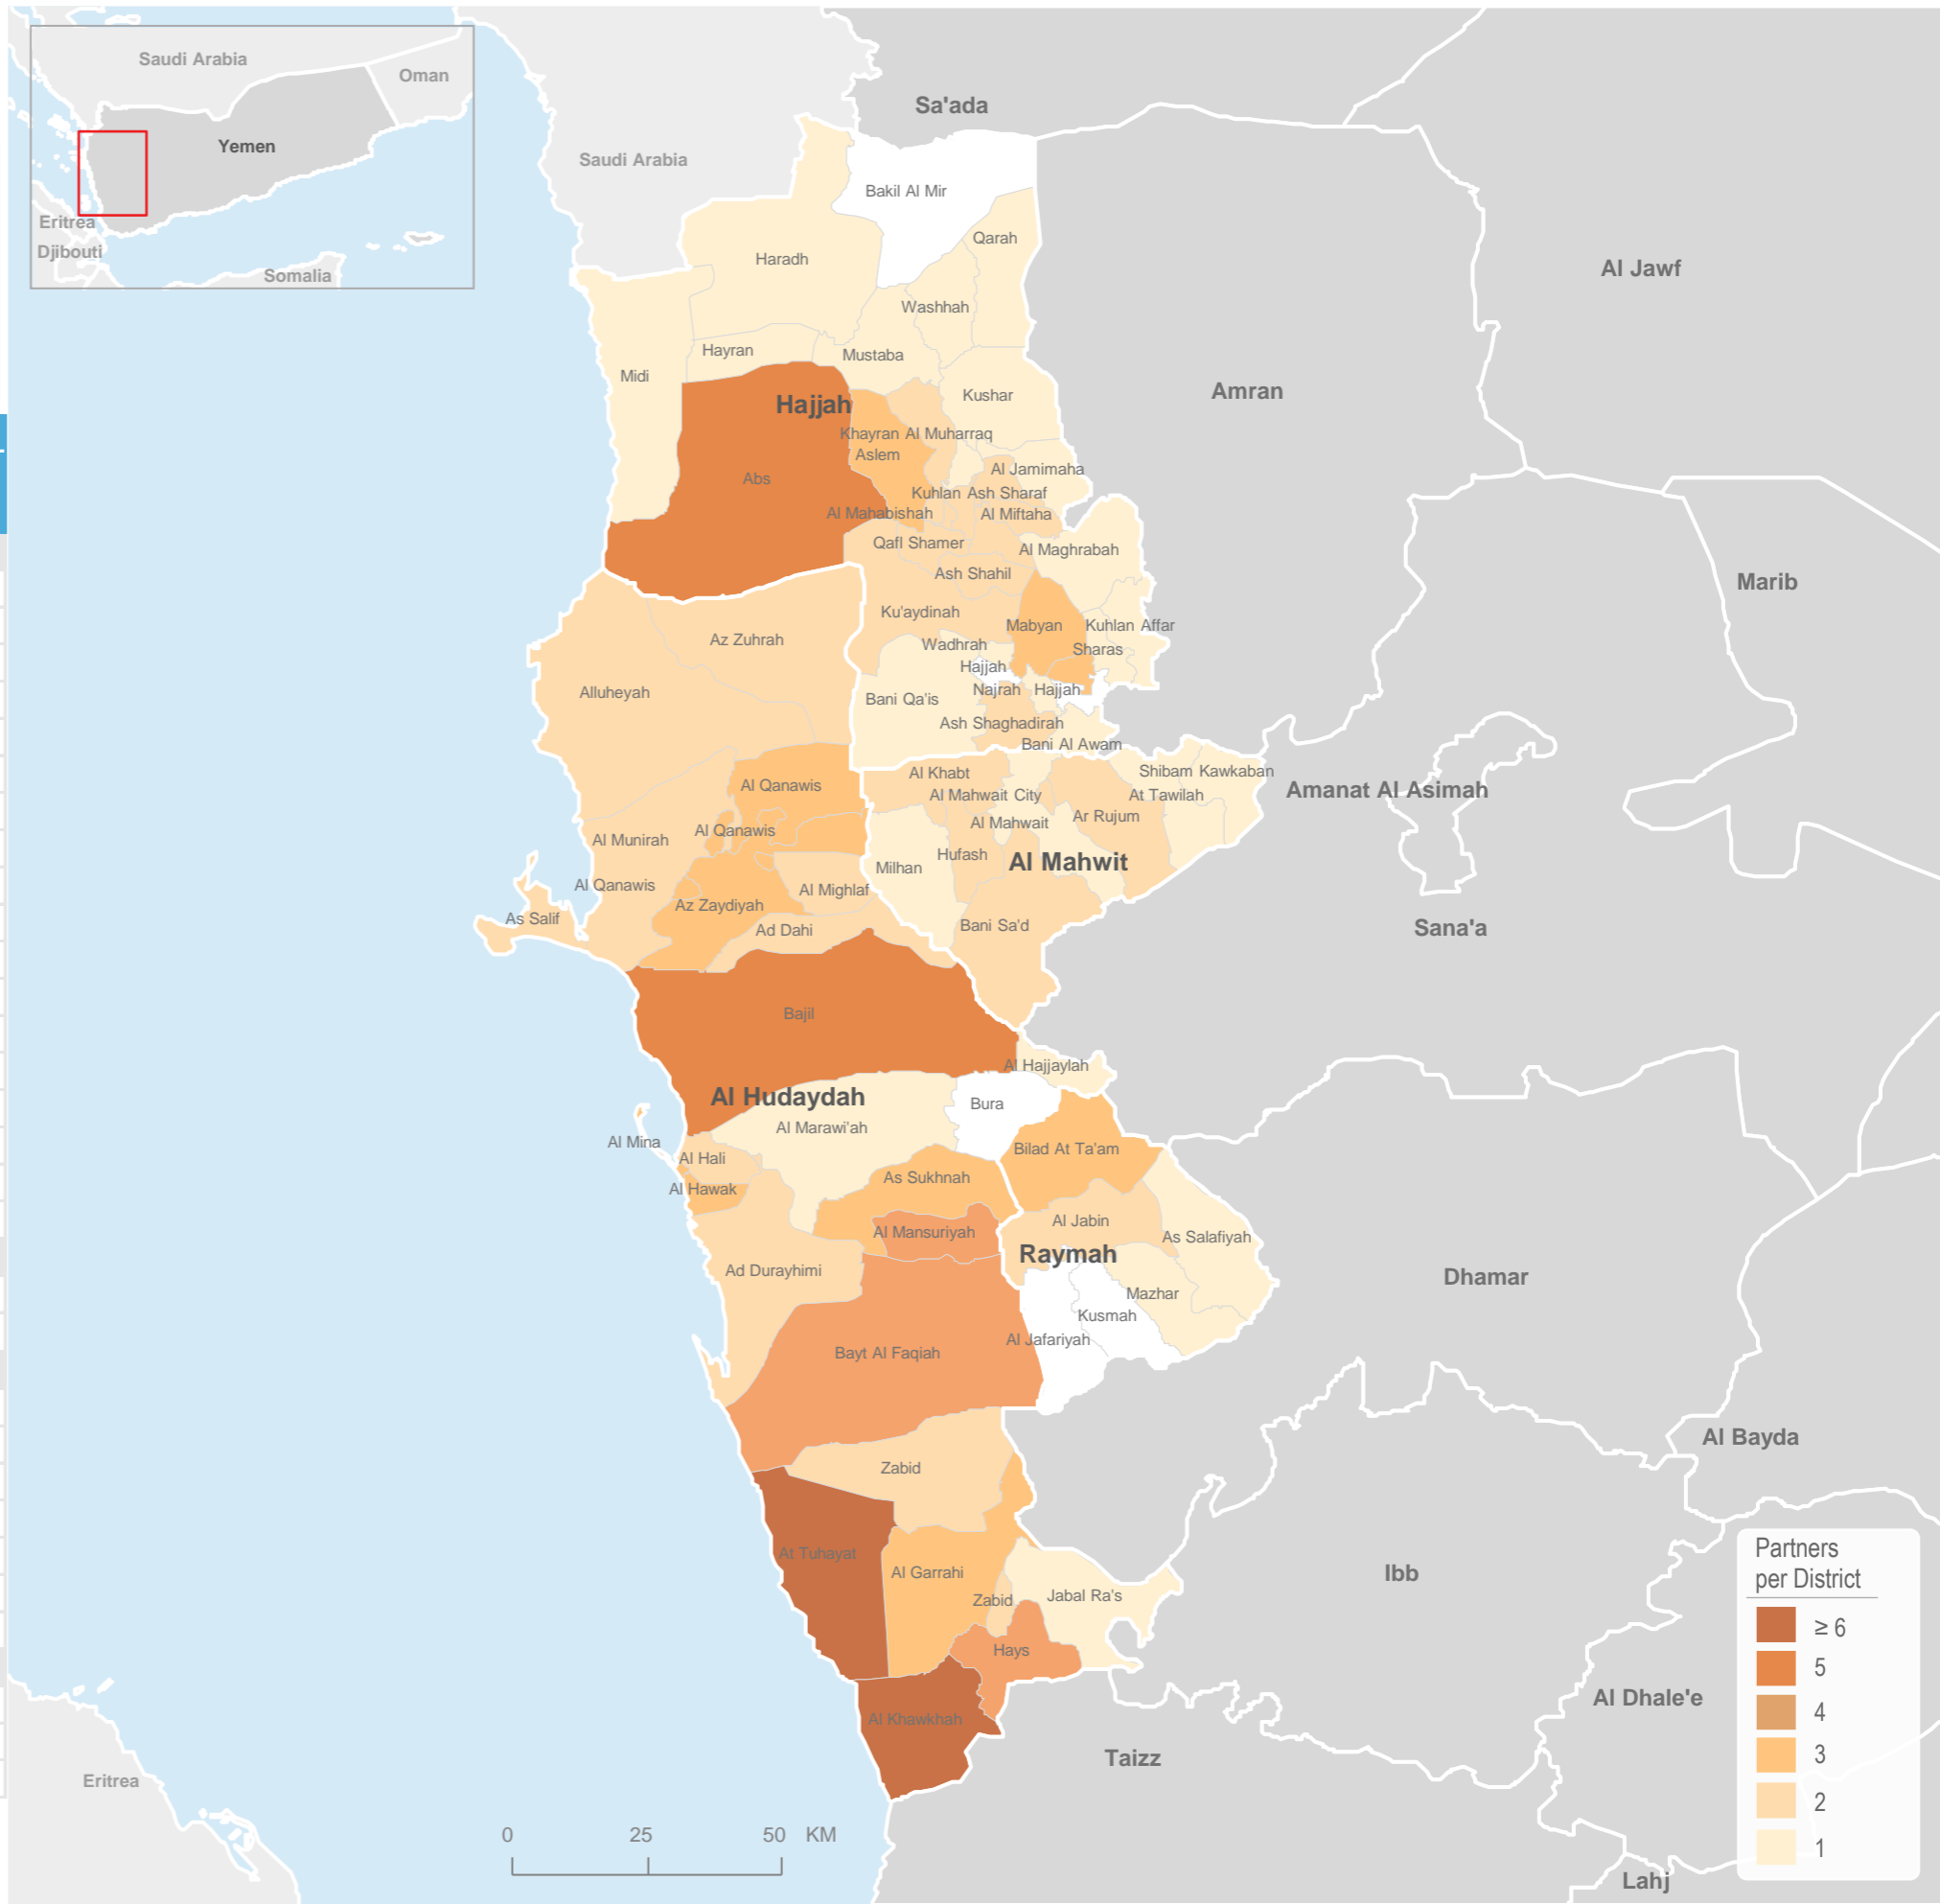 Saudi Arabia
Oman
Yemen
Eritrea
Djibouti
Somalia
Sa'ada
Saudi Arabia
Bakil Al Mir
Qarah
Haradh
Al Jawf
Washhah
Hayran
Mustaba
Midi
Kushar
Amran
Hajjah
Khayran Al Muharraq
Aslem
Al Jamimaha
Abs
Kuhlan Ash Sharaf
Al Mahabishah
Al Miftaha
Qafl Shamer
Al Maghrabah
Ash Shahil
Marib
Ku'aydinah
Mabyan
Kuhlan Affar
Az Zuhrah
Wadhrah
Sharas
Hajjah
Alluheyah
Najrah
Hajjah
Bani Qa'is
Ash Shaghadirah
Bani Al Awam
Al Khabt
Shibam Kawkaban
Al Qanawis
Al Mahwait City
At Tawilah
Amanat Al Asimah
Ar Rujum
Al Mahwait
Al Qanawis
Al Munirah
Hufash
Al Mahwit
Milhan
Al Qanawis
Al Mighlaf
Az Zaydiyah
As Salif
Ad Dahi
Bani Sa'd
Sana'a
Bajil
Al Hajjaylah
Al Hudaydah
Bura
Al Marawi'ah
Al Mina
Bilad At Ta'am
Al Hali
As Sukhnah
Al Hawak
Al Jabin
Al Mansuriyah
As Salafiyah
Raymah
Ad Durayhimi
Dhamar
Mazhar
Kusmah
Al Jafariyah
Bayt Al Faqiah
Al Bayda
Zabid
At Tuhayat
Al Garrahi
Ibb
Zabid
Jabal Ra's
Hays
Al Dhale'e
Al Khawkhah
Taizz
Eritrea
Lahj
0 25 50 KM
Partners
per District
≥ 6
5
4
3
2
1